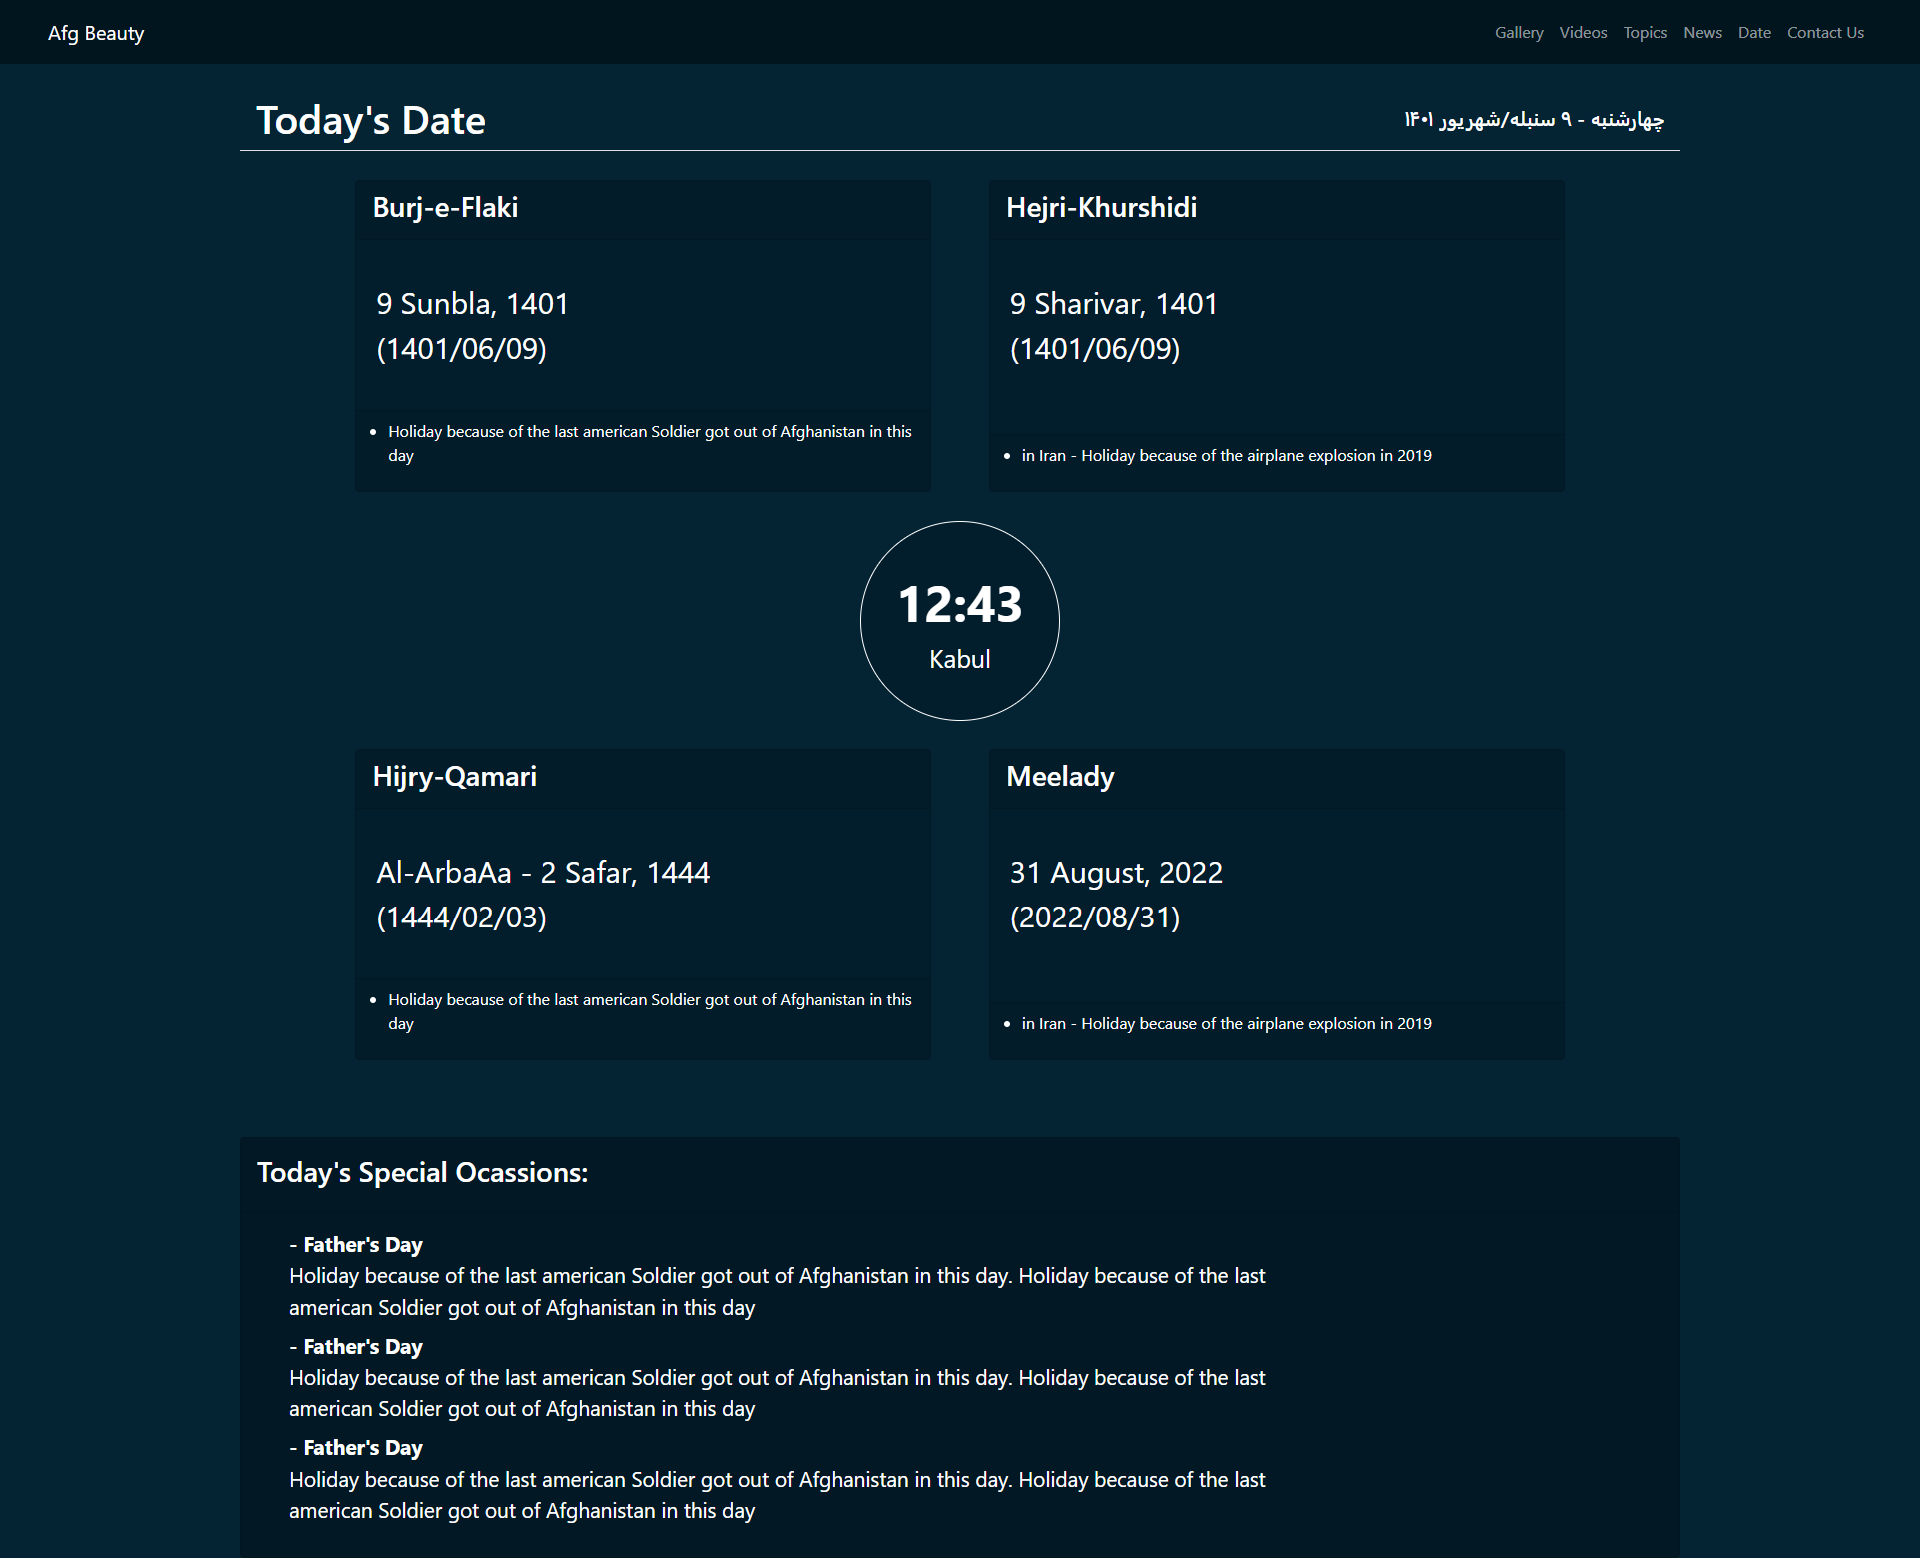 Afg Beauty
Gallery Videos Topics News Date Contact Us
Today's Date
چهارشنبه - ۹ سنبله/شهریور ۱۴۰۱
Burj-e-Flaki
9 Sunbla, 1401
(1401/06/09)
Holiday because of the last american Soldier got out of Afghanistan in this
day
Hejri-Khurshidi
9 Sharivar, 1401
(1401/06/09)
in Iran - Holiday because of the airplane explosion in 2019
12:43
Kabul
Hijry-Qamari
Al-ArbaAa - 2 Safar, 1444
(1444/02/03)
Holiday because of the last american Soldier got out of Afghanistan in this
day
Meelady
31 August, 2022
(2022/08/31)
in Iran - Holiday because of the airplane explosion in 2019
Today's Special Ocassions:
- Father's Day
Holiday because of the last american Soldier got out of Afghanistan in this day. Holiday because of the last
american Soldier got out of Afghanistan in this day
- Father's Day
Holiday because of the last american Soldier got out of Afghanistan in this day. Holiday because of the last
american Soldier got out of Afghanistan in this day
- Father's Day
Holiday because of the last american Soldier got out of Afghanistan in this day. Holiday because of the last
american Soldier got out of Afghanistan in this day